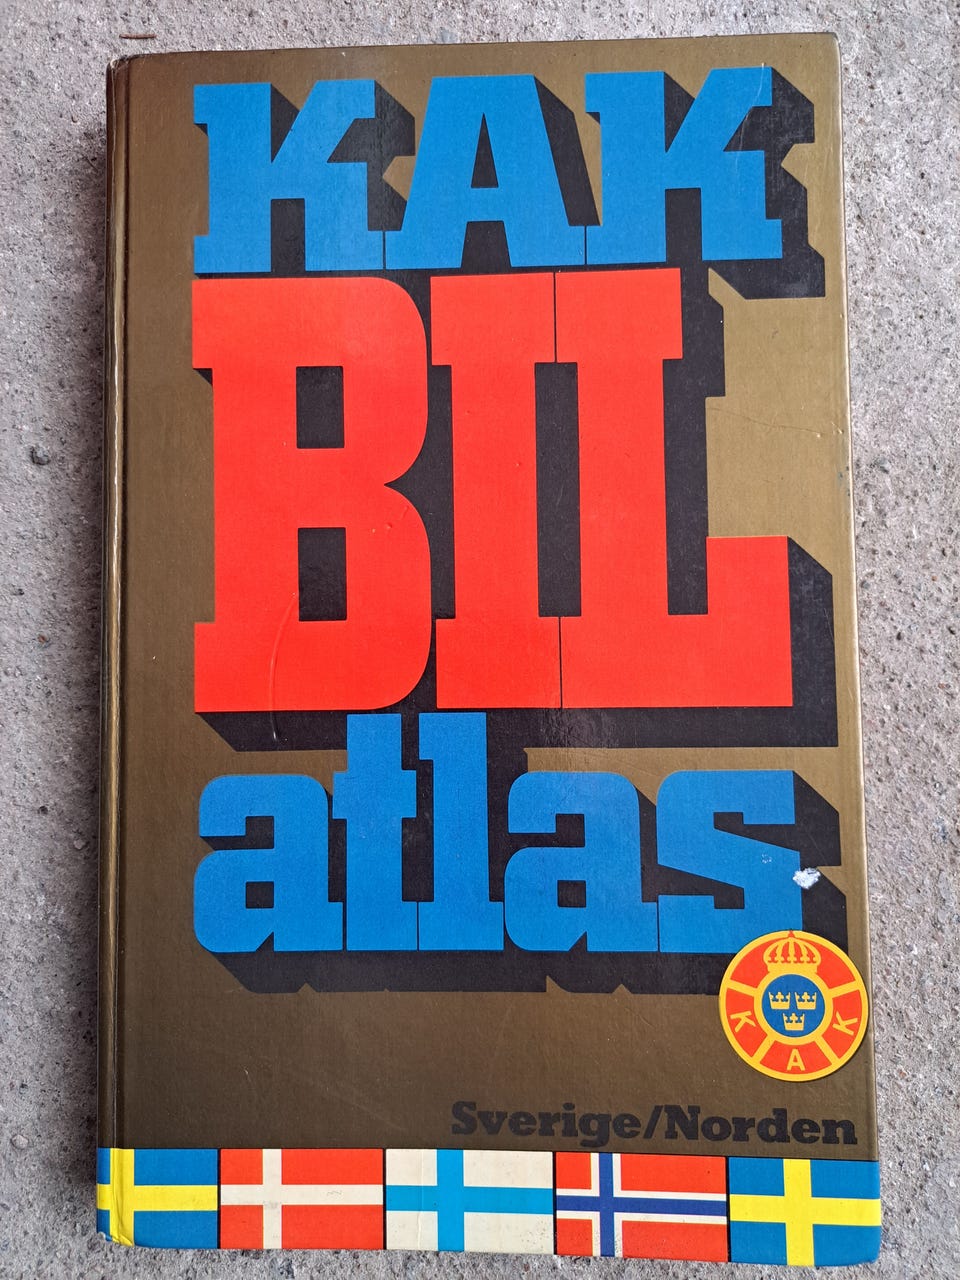 KAK
BIL
atlas
K A K
Sverige/Norden